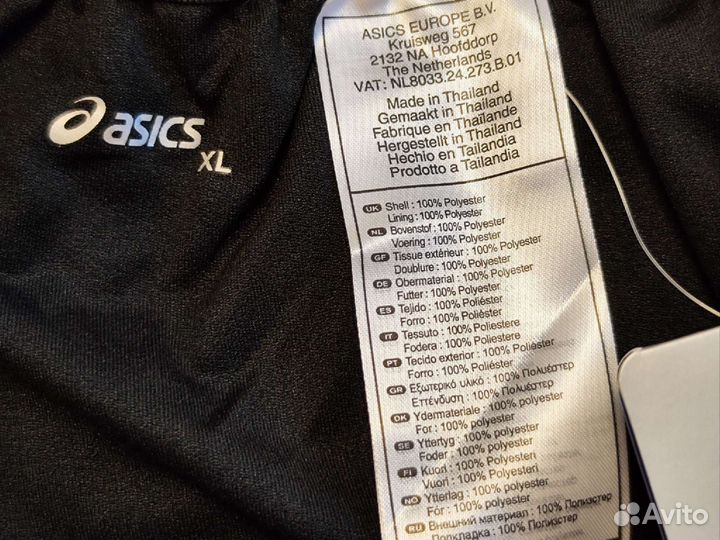 asics
XL
ASICS EUROPE B.V.
Kruisweg 567
2132 NA Hoofddorp
The Netherlands
VAT: NL8033.24.273.B.01
Made in Thailand
Gemaakt in Thailand
Fabrique en Thaïlande
Hergestellt in Thailand
Hechio en Tailandia
Prodotto a Tailandia
UK Shell : 100% Polyester
Lining : 100% Polyester
NL Bovenstof : 100% Polyester
Voering : 100% Polyester
GF Tissue extérieur : 100% Polyester
Doublure : 100% Polyester
DE Obermaterial : 100% Polyester
Futter : 100% Polyester
ES Tejido : 100% Poliéster
Forro : 100% Poliéster
IT Tessuto : 100% Poliestere
Fodera : 100% Poliestere
PT Tecido exterior : 100% Poliéster
Forro : 100% Poliéster
GR Εξωτερικό υλικό : 100% Πολυέστερ
Επένδυση : 100% Πολυέστερ
DK Ydermateriale : 100% polyester
For : 100% polyester
SE Yttertyg : 100% Polyester
Foder : 100% Polyester
FI Kuori : 100% Polyesteri
Vuori : 100% Polyesteri
NO Ytterlag : 100% polyester
Fór : 100% polyester
RU Внешний материал : 100% Полиэстер
Подкладка : 100% Полиэстер
Avito